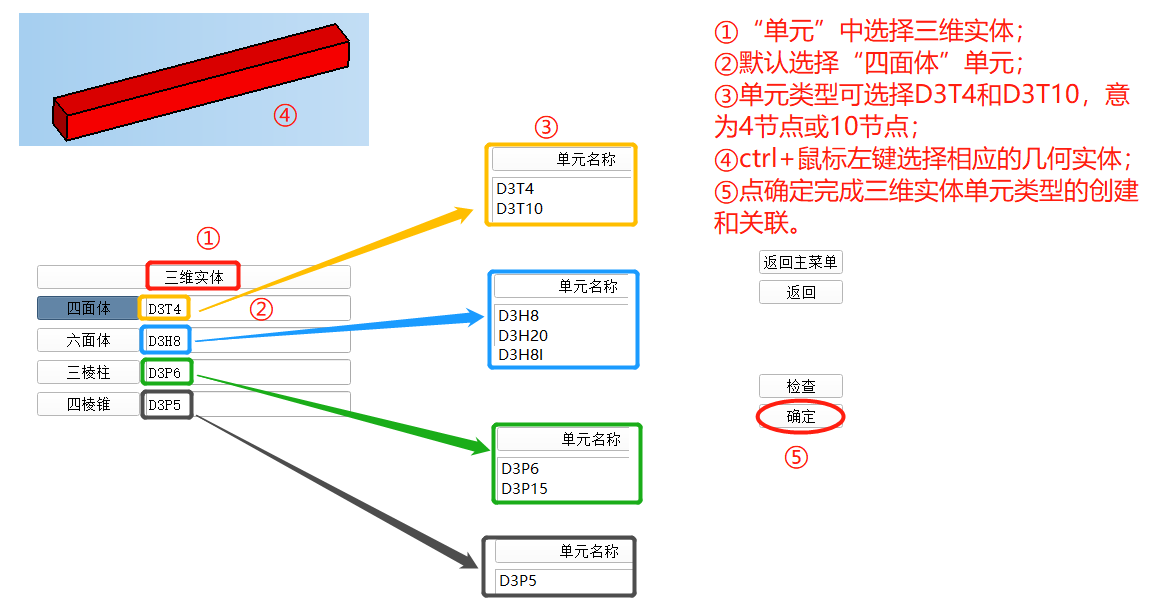 ①“单元”中选择三维实体；
②默认选择“四面体”单元；
③单元类型可选择D3T4和D3T10，意
为4节点或10节点；
④ctrl+鼠标左键选择相应的几何实体；
⑤点确定完成三维实体单元类型的创建
和关联。
④
①
三维实体
四面体 D3T4
②
六面体 D3H8
三棱柱 D3P6
四棱锥 D3P5
③
单元名称
D3T4
D3T10
单元名称
D3H8
D3H20
D3H8I
单元名称
D3P6
D3P15
单元名称
D3P5
返回主菜单
返回
检查
确定
⑤